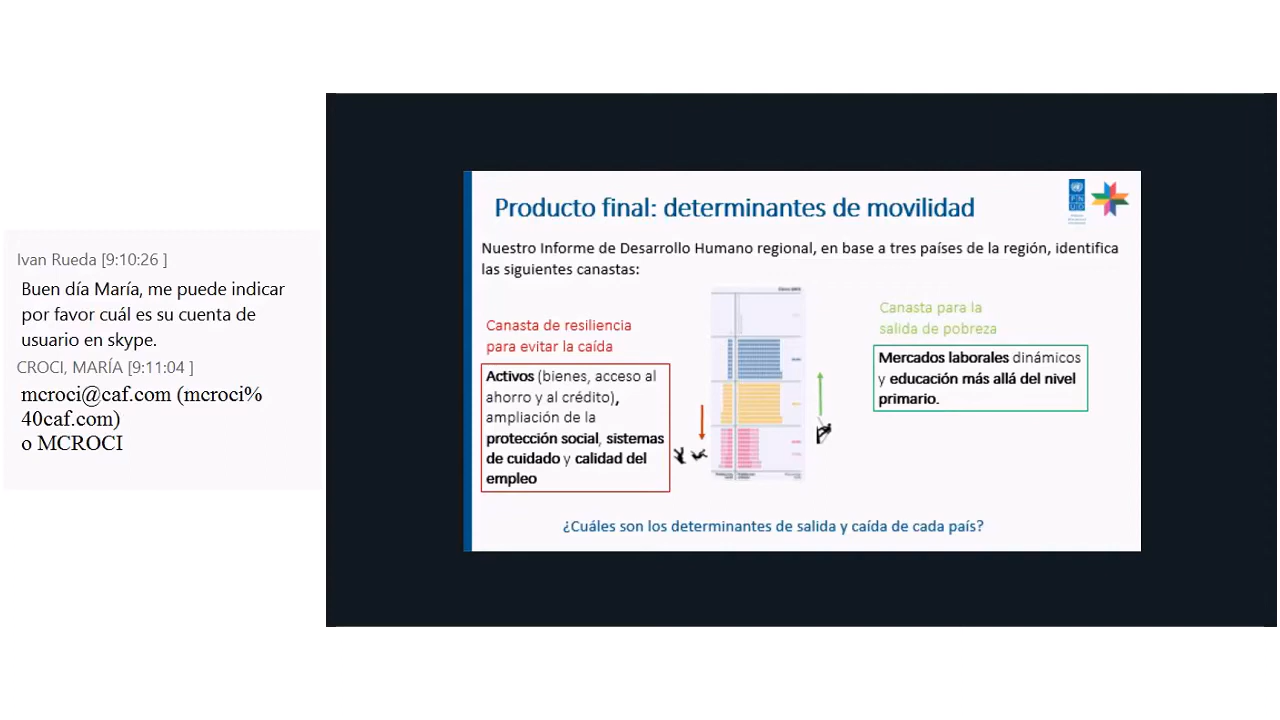 Ivan Rueda [9:10:26 ]
Buen día María, me puede indicar
por favor cuál es su cuenta de
usuario en skype.
CROCI, MARÍA [9:11:04 ]
mcroci@caf.com (mcroci%
40caf.com)
o MCROCI
Producto final: determinantes de movilidad
Nuestro Informe de Desarrollo Humano regional, en base a tres países de la región, identifica
las siguientes canastas:
Canasta de resiliencia
para evitar la caída
Activos (bienes, acceso al
ahorro y al crédito),
ampliación de la
protección social, sistemas
de cuidado y calidad del
empleo
Canasta para la
salida de pobreza
Mercados laborales dinámicos
y educación más allá del nivel
primario.
¿Cuáles son los determinantes de salida y caída de cada país?